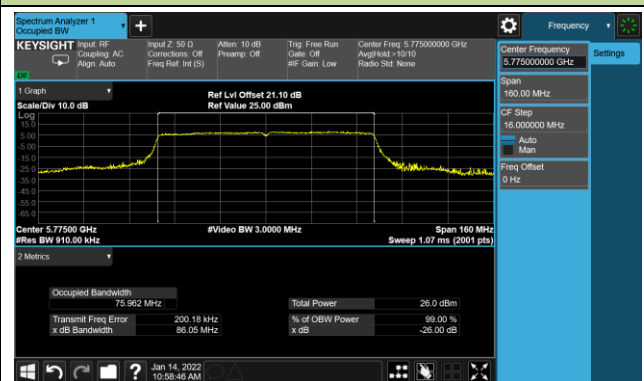 Spectrum Analyzer 1
Occupied BW
Frequency
KEYSIGHT
Input: RF
Coupling: AC
Align: Auto
Input Z: 50 Ω
Corrections: Off
Freq Ref: Int (S)
Atten: 10 dB
Preamp: Off
Trig: Free Run
Gate: Off
#IF Gain: Low
Center Freq: 5.775000000 GHz
Avg|Hold:>10/10
Radio Std: None
Center Frequency
5.775000000 GHz
Settings
Span
160.00 MHz
CF Step
16.000000 MHz
Auto
Man
Freq Offset
0 Hz
1 Graph
Scale/Div 10.0 dB
Ref Lvl Offset 21.10 dB
Ref Value 25.00 dBm
Log
15.0
5.00
-5.00
-15.0
-25.0
-35.0
-45.0
-55.0
-65.0
Center 5.77500 GHz
#Video BW 3.0000 MHz
Span 160 MHz
#Res BW 910.00 kHz
Sweep 1.07 ms (2001 pts)
2 Metrics
Occupied Bandwidth
75.962 MHz
Total Power 26.0 dBm
Transmit Freq Error 200.18 kHz
% of OBW Power 99.00 %
x dB Bandwidth 86.05 MHz
x dB -26.00 dB
?
Jan 14, 2022
10:58:46 AM